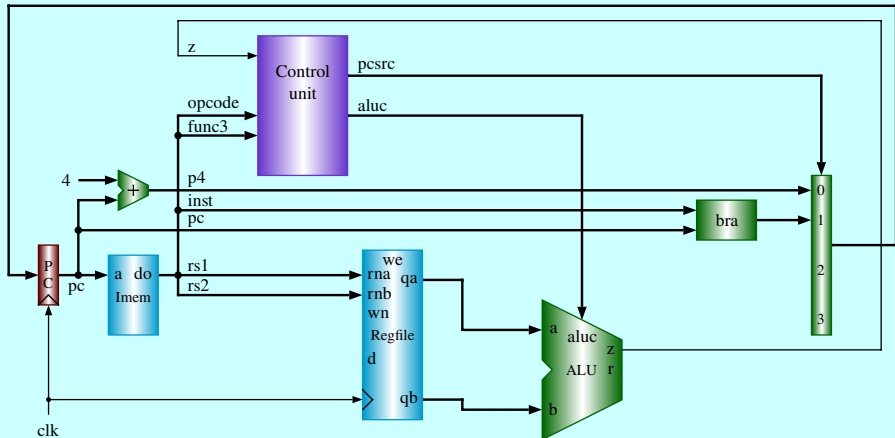 z
Control
unit
pcsrc
opcode
aluc
func3
4
+
p4
0
inst
pc
bra
1
P
C
pc
a do
Imem
rs1
rs2
we
rna
qa
rnb
wn
Regfile
d
qb
2
3
a
aluc
z
ALU
r
b
clk